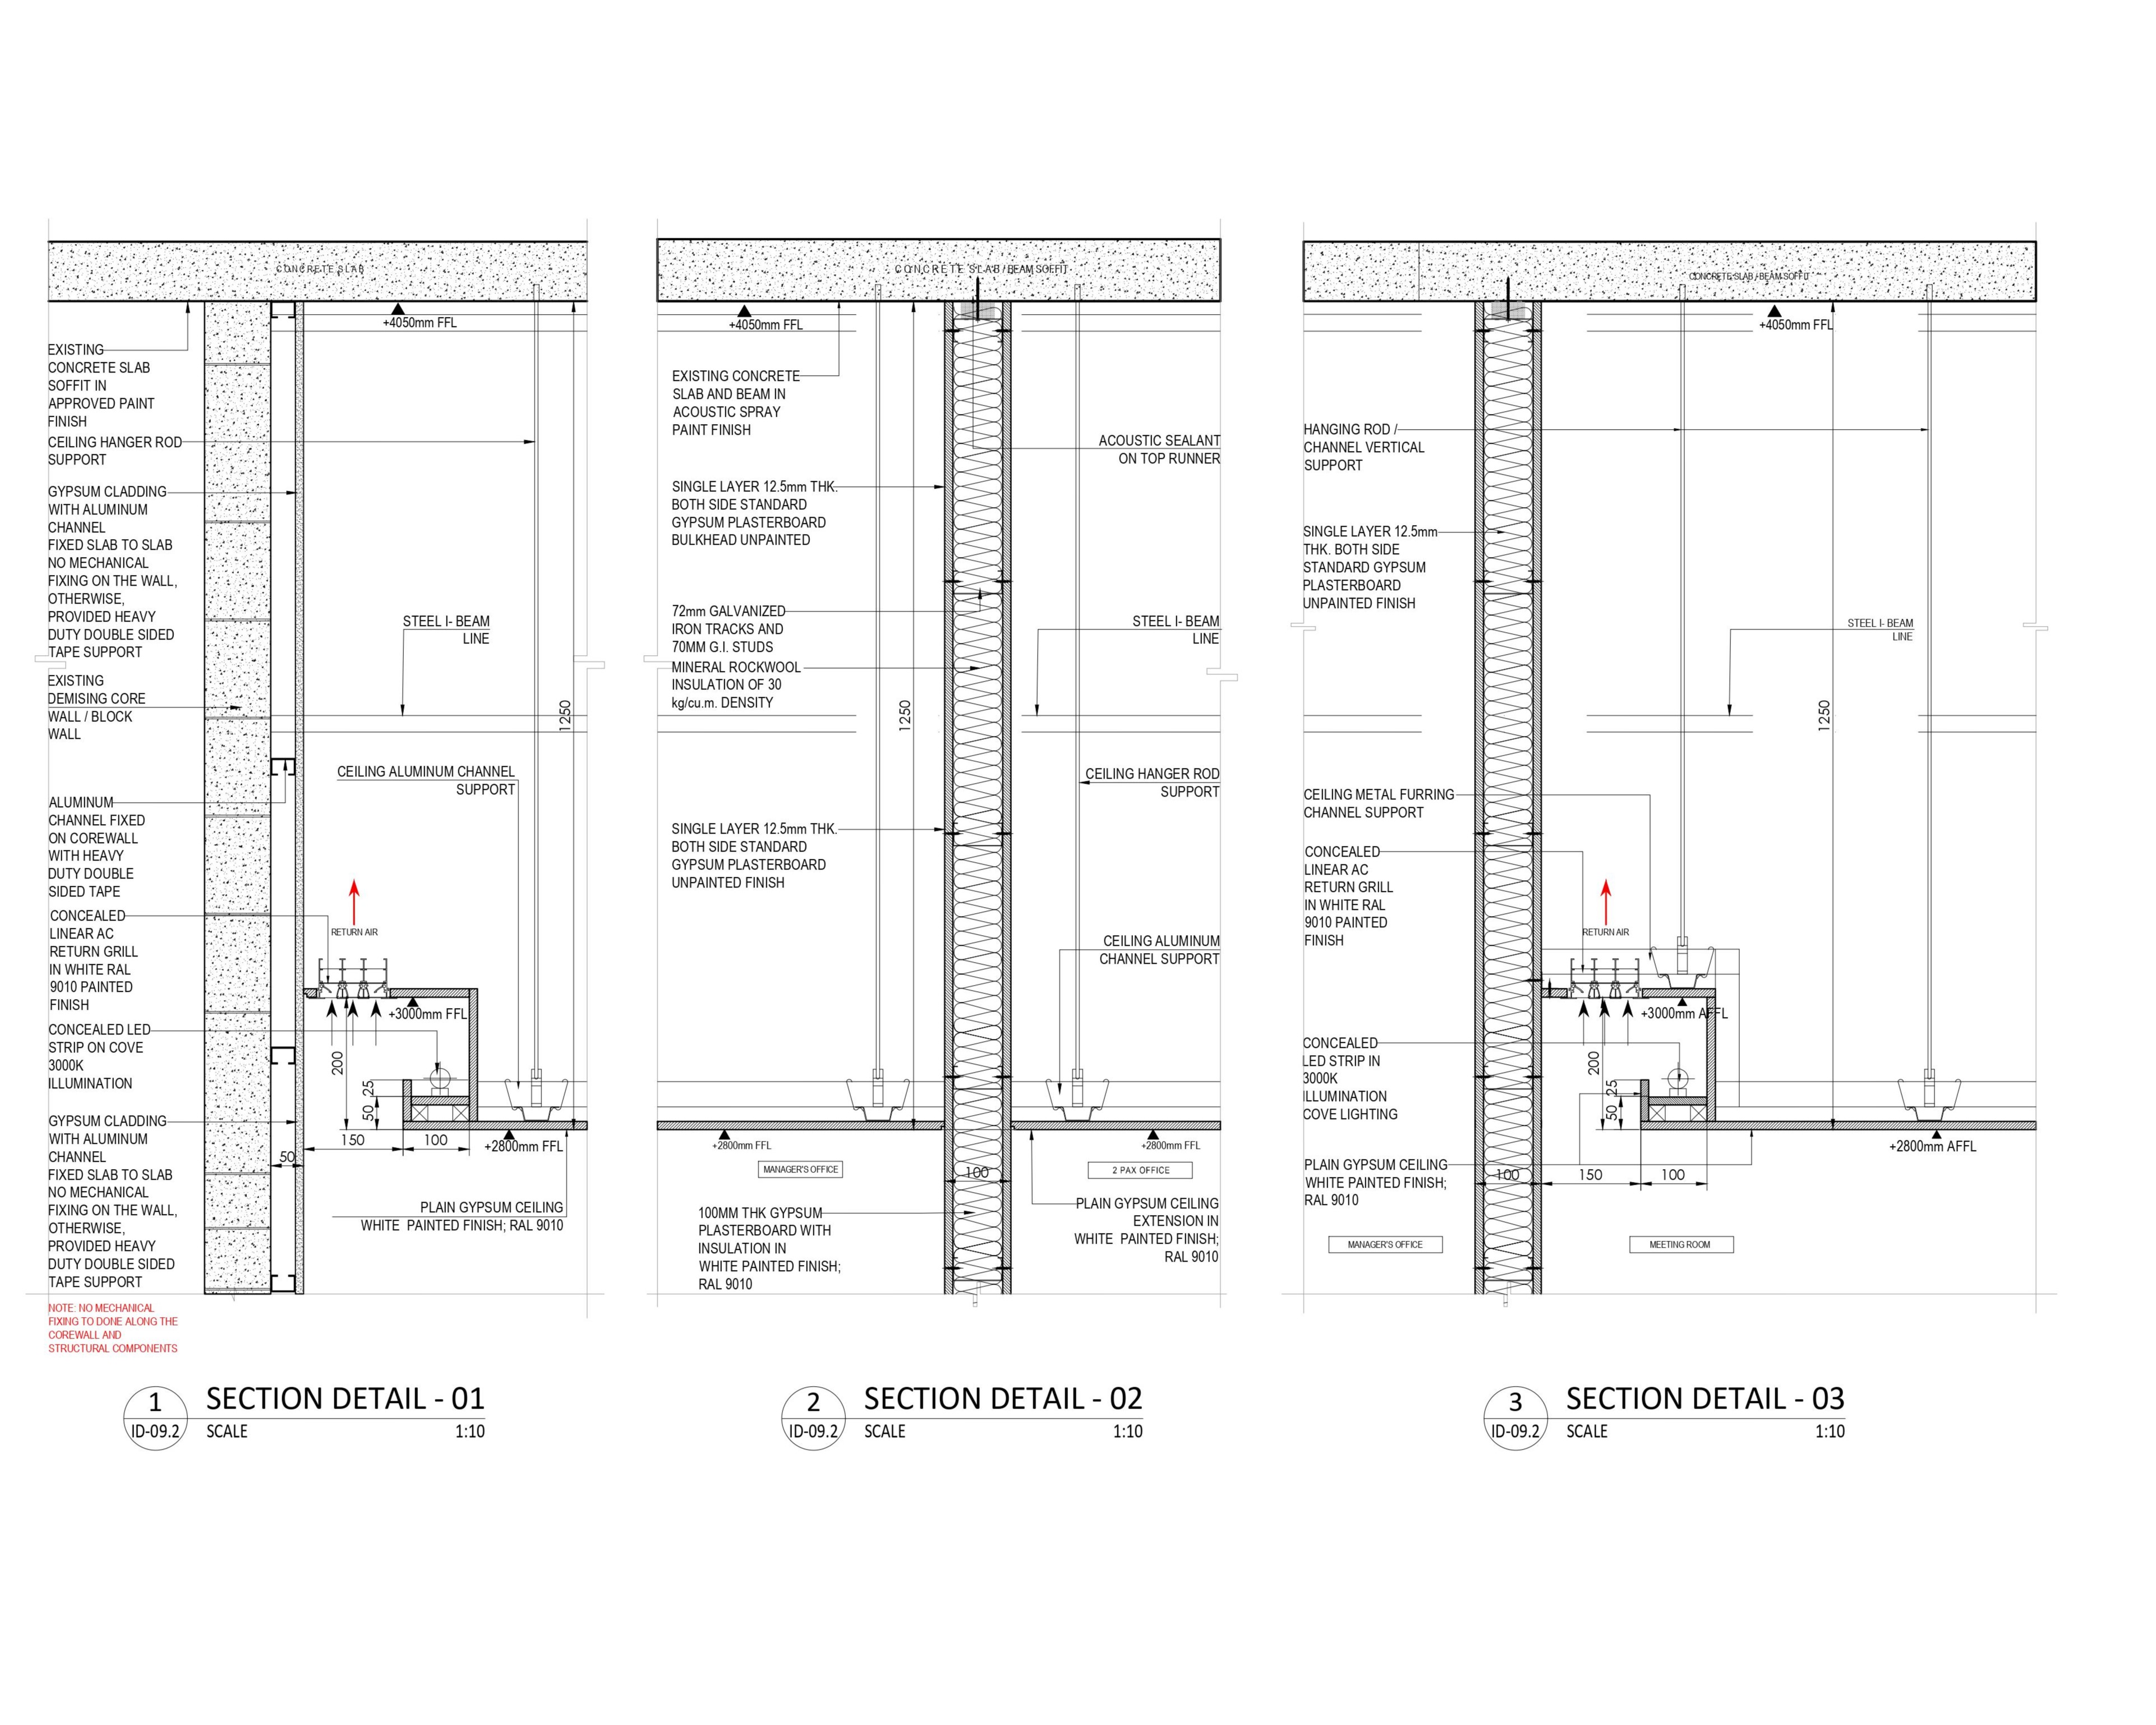 CONCRETE SLAB
+4050mm FFL
EXISTING
CONCRETE SLAB
SOFFIT IN
APPROVED PAINT
FINISH
CEILING HANGER ROD
SUPPORT
GYPSUM CLADDING
WITH ALUMINUM
CHANNEL
FIXED SLAB TO SLAB
NO MECHANICAL
FIXING ON THE WALL,
OTHERWISE,
PROVIDED HEAVY
DUTY DOUBLE SIDED
TAPE SUPPORT
STEEL I- BEAM
LINE
EXISTING
DEMISING CORE
WALL / BLOCK
WALL
1250
CEILING ALUMINUM CHANNEL
SUPPORT
ALUMINUM
CHANNEL FIXED
ON COREWALL
WITH HEAVY
DUTY DOUBLE
SIDED TAPE
RETURN AIR
CONCEALED
LINEAR AC
RETURN GRILL
IN WHITE RAL
9010 PAINTED
FINISH
+3000mm FFL
CONCEALED LED
STRIP ON COVE
3000K
ILLUMINATION
200
25
50
150
100
50
+2800mm FFL
GYPSUM CLADDING
WITH ALUMINUM
CHANNEL
FIXED SLAB TO SLAB
NO MECHANICAL
FIXING ON THE WALL,
OTHERWISE,
PROVIDED HEAVY
DUTY DOUBLE SIDED
TAPE SUPPORT
PLAIN GYPSUM CEILING
WHITE PAINTED FINISH; RAL 9010
NOTE: NO MECHANICAL
FIXING TO DONE ALONG THE
COREWALL AND
STRUCTURAL COMPONENTS
1
ID-09.2
SECTION DETAIL - 01
SCALE 1:10
CONCRETE SLAB / BEAM SOFFIT
+4050mm FFL
EXISTING CONCRETE
SLAB AND BEAM IN
ACOUSTIC SPRAY
PAINT FINISH
ACOUSTIC SEALANT
ON TOP RUNNER
SINGLE LAYER 12.5mm THK.
BOTH SIDE STANDARD
GYPSUM PLASTERBOARD
BULKHEAD UNPAINTED
72mm GALVANIZED
IRON TRACKS AND
70MM G.I. STUDS
MINERAL ROCKWOOL
INSULATION OF 30
kg/cu.m. DENSITY
STEEL I- BEAM
LINE
1250
CEILING HANGER ROD
SUPPORT
SINGLE LAYER 12.5mm THK.
BOTH SIDE STANDARD
GYPSUM PLASTERBOARD
UNPAINTED FINISH
CEILING ALUMINUM
CHANNEL SUPPORT
+2800mm FFL
+2800mm FFL
MANAGER'S OFFICE
100
2 PAX OFFICE
100MM THK GYPSUM
PLASTERBOARD WITH
INSULATION IN
WHITE PAINTED FINISH;
RAL 9010
PLAIN GYPSUM CEILING
EXTENSION IN
WHITE PAINTED FINISH;
RAL 9010
2
ID-09.2
SECTION DETAIL - 02
SCALE 1:10
CONCRETE SLAB / BEAM SOFFIT
+4050mm FFL
HANGING ROD /
CHANNEL VERTICAL
SUPPORT
SINGLE LAYER 12.5mm
THK. BOTH SIDE
STANDARD GYPSUM
PLASTERBOARD
UNPAINTED FINISH
STEEL I- BEAM
LINE
1250
CEILING METAL FURRING
CHANNEL SUPPORT
CONCEALED
LINEAR AC
RETURN GRILL
IN WHITE RAL
9010 PAINTED
FINISH
RETURN AIR
+3000mm AFFL
CONCEALED
LED STRIP IN
3000K
ILLUMINATION
COVE LIGHTING
200
25
50
+2800mm AFFL
PLAIN GYPSUM CEILING
WHITE PAINTED FINISH;
RAL 9010
100
150
100
MANAGER'S OFFICE
MEETING ROOM
3
ID-09.2
SECTION DETAIL - 03
SCALE 1:10